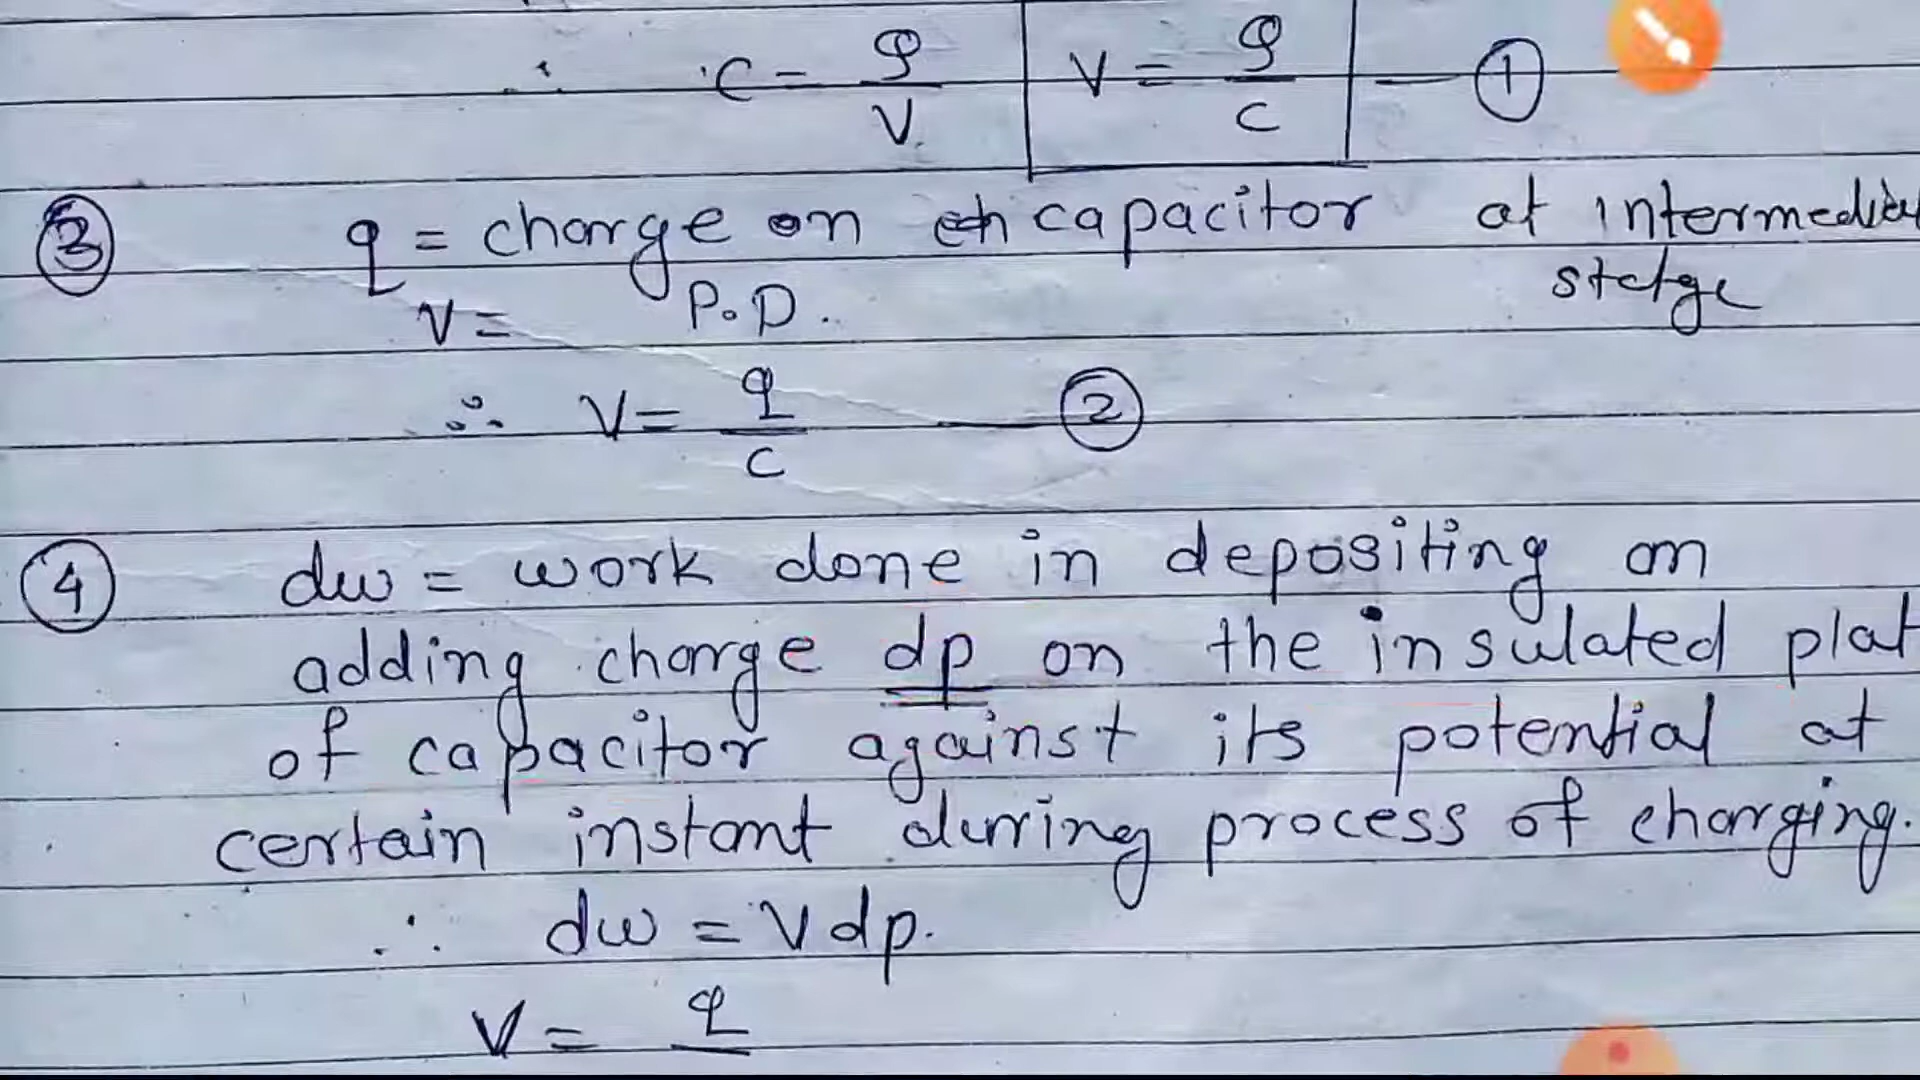 ∴ C = Q/V V = Q/C — ①
③ q = charge on capacitor at intermediat
V = P.D. stage
∴ V = q/c — ②
④ dw = work done in depositing on
adding charge dp on the insulated plat
of capacitor against its potential at
certain instant during process of charging.
∴ dw = V dp.
V = q